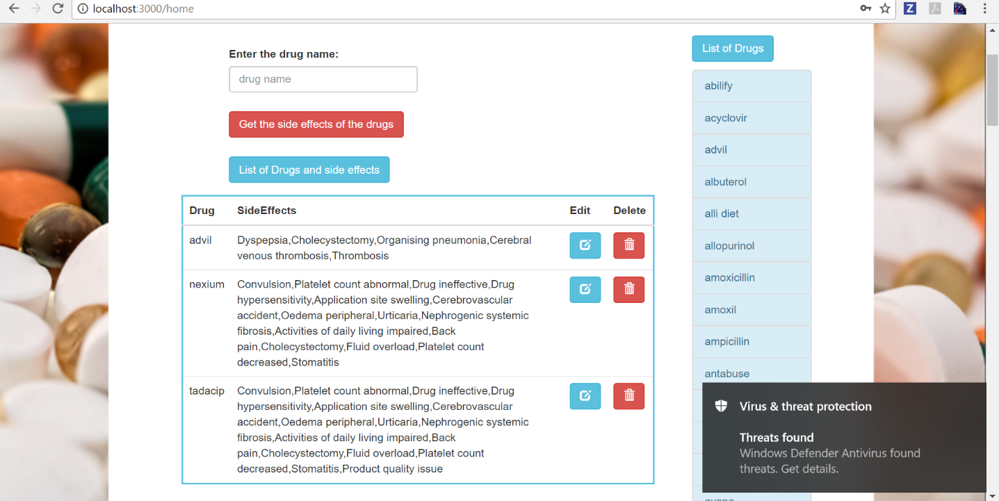 localhost:3000/home
Z
Enter the drug name:
drug name
Get the side effects of the drugs
List of Drugs and side effects
Drug SideEffects Edit Delete
advil Dyspepsia,Cholecystectomy,Organising pneumonia,Cerebral
venous thrombosis,Thrombosis
nexium Convulsion,Platelet count abnormal,Drug ineffective,Drug
hypersensitivity,Application site swelling,Cerebrovascular
accident,Oedema peripheral,Urticaria,Nephrogenic systemic
fibrosis,Activities of daily living impaired,Back
pain,Cholecystectomy,Fluid overload,Platelet count
decreased,Stomatitis
tadacip Convulsion,Platelet count abnormal,Drug ineffective,Drug
hypersensitivity,Application site swelling,Cerebrovascular
accident,Oedema peripheral,Urticaria,Nephrogenic systemic
fibrosis,Activities of daily living impaired,Back
pain,Cholecystectomy,Fluid overload,Platelet count
decreased,Stomatitis,Product quality issue
List of Drugs
abilify
acyclovir
advil
albuterol
alli diet
allopurinol
amoxicillin
amoxil
ampicillin
antabuse
Virus & threat protection
Threats found
Windows Defender Antivirus found
threats. Get details.